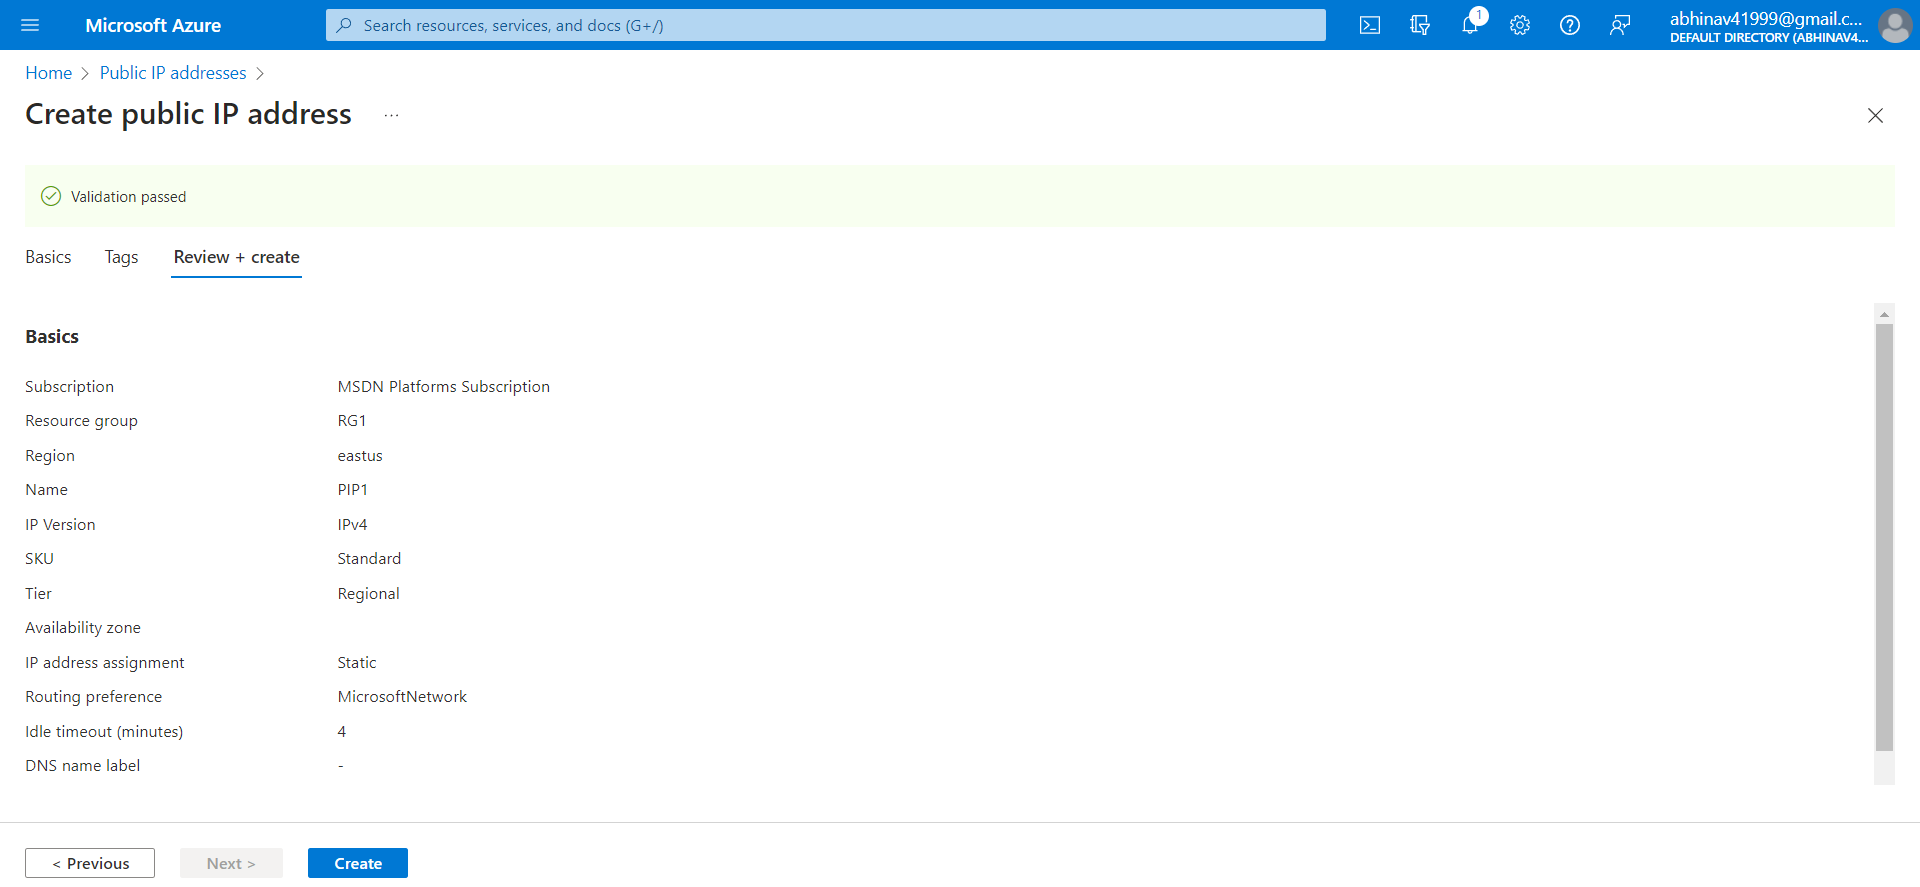 Microsoft Azure
Search resources, services, and docs (G+/)
1
abhinav41999@gmail.c...
DEFAULT DIRECTORY (ABHINAV4...
Home > Public IP addresses >
Create public IP address ...
Validation passed
Basics Tags Review + create
Basics
Subscription MSDN Platforms Subscription
Resource group RG1
Region eastus
Name PIP1
IP Version IPv4
SKU Standard
Tier Regional
Availability zone
IP address assignment Static
Routing preference MicrosoftNetwork
Idle timeout (minutes) 4
DNS name label -
< Previous Next > Create